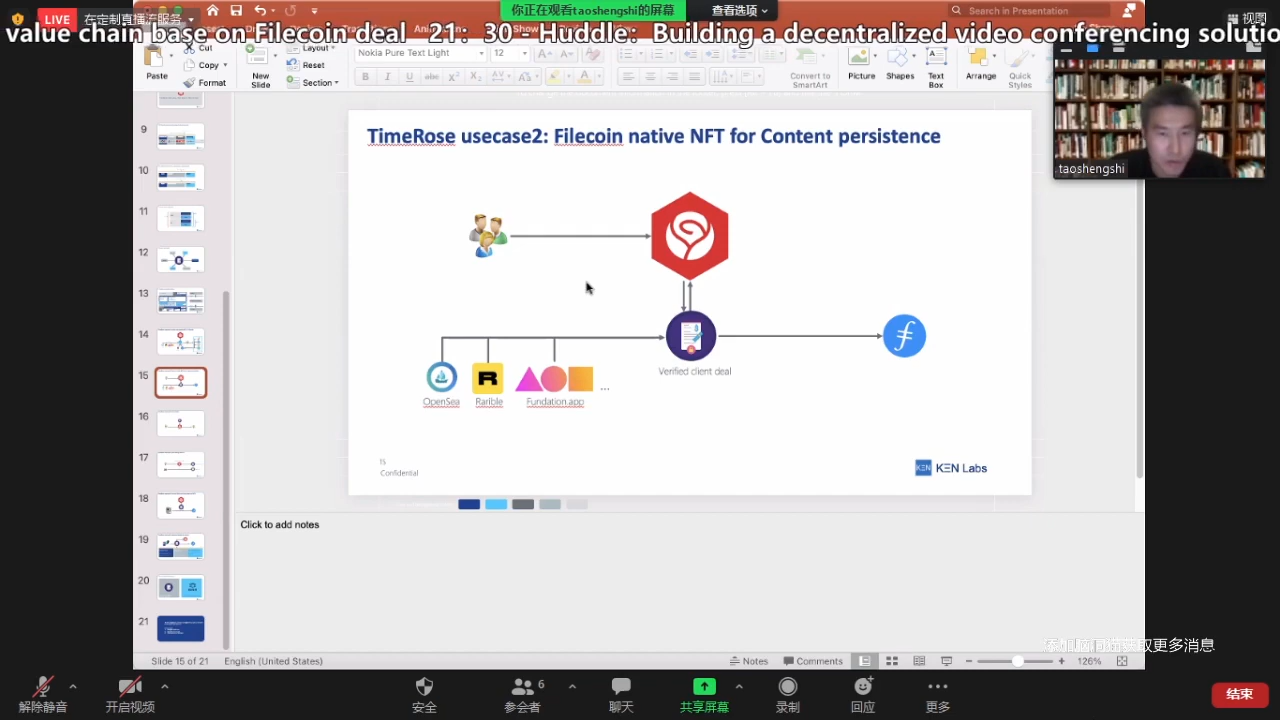 你正在观看taoshengshi的屏幕
查看选项
LIVE
在定制直播流服务
Search in Presentation
视图
value chain base on Filecoin deal 21：30 - Huddle：Building a decentralized video conferencing solutio
Paste
Cut
Copy
Format
New Slide
Layout
Reset
Section
Nokia Pure Text Light
12
Convert to SmartArt
Picture
Shapes
Text Box
Arrange
Quick Styles
taoshengshi
9
10
11
12
13
14
15
16
17
18
19
20
21
TimeRose usecase2: Filecoin native NFT for Content persistence
Verified client deal
OpenSea
Rarible
Fundation.app
...
15
Confidential
KEN
KΞN Labs
Click to add notes
Slide 15 of 21
English (United States)
Notes
Comments
126%
解除静音
开启视频
安全
6
参会者
聊天
共享屏幕
录制
回应
更多
结束